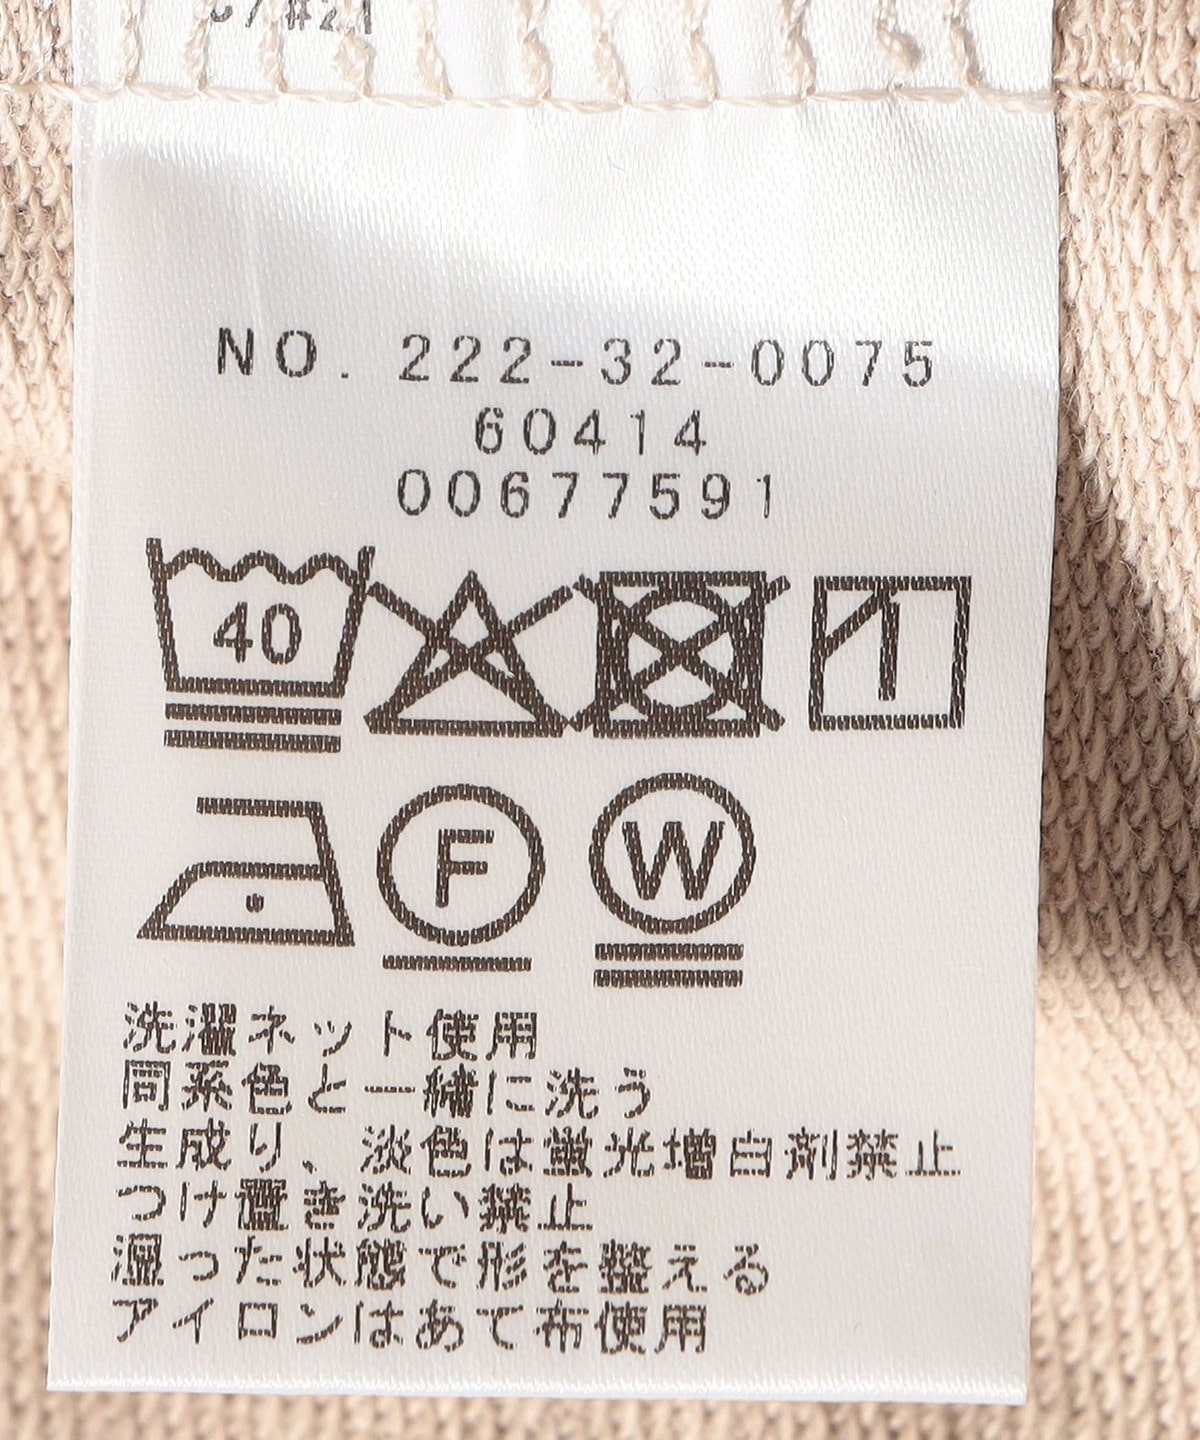 NO. 222-32-0075
60414
00677591
40
F W
洗濯ネット使用
同系色と一緒に洗う
生成り、淡色は蛍光増白剤禁止
つけ置き洗い禁止
湿った状態で形を整える
アイロンはあて布使用